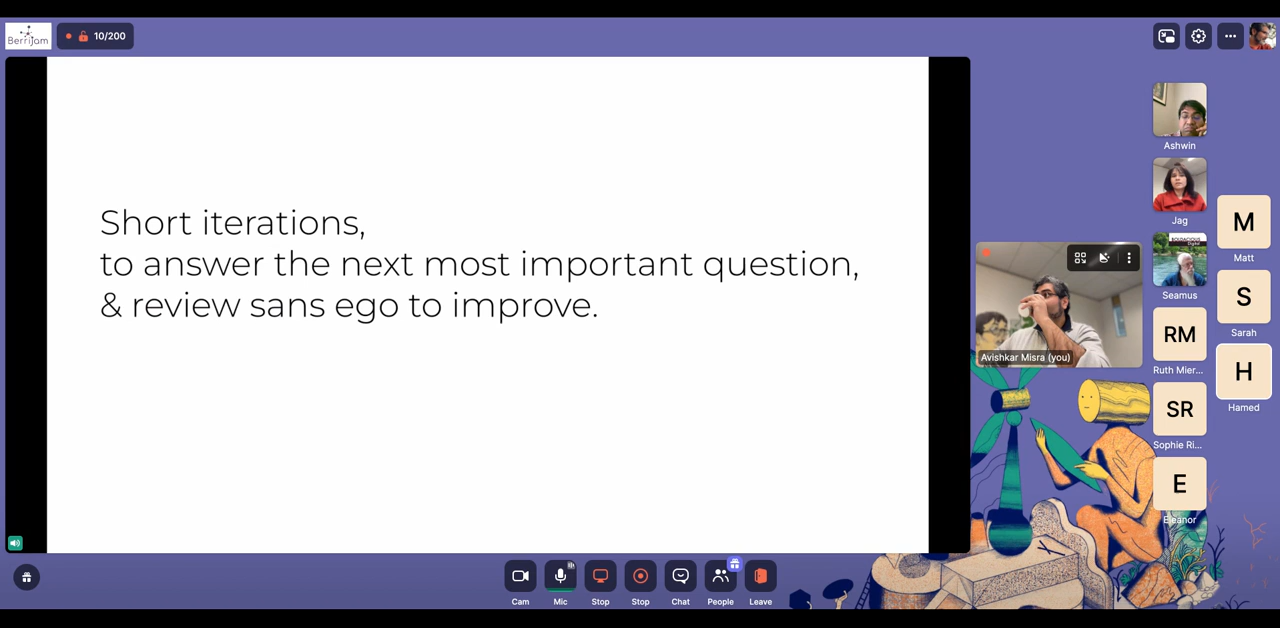 Berrijam
10/200
Short iterations,
to answer the next most important question,
& review sans ego to improve.
Avishkar Misra (you)
Ashwin
Jag
Seamus
RM
Ruth Mier...
SR
Sophie Ri...
E
Eleanor
M
Matt
S
Sarah
H
Hamed
Cam
Mic
Stop
Stop
Chat
People
Leave